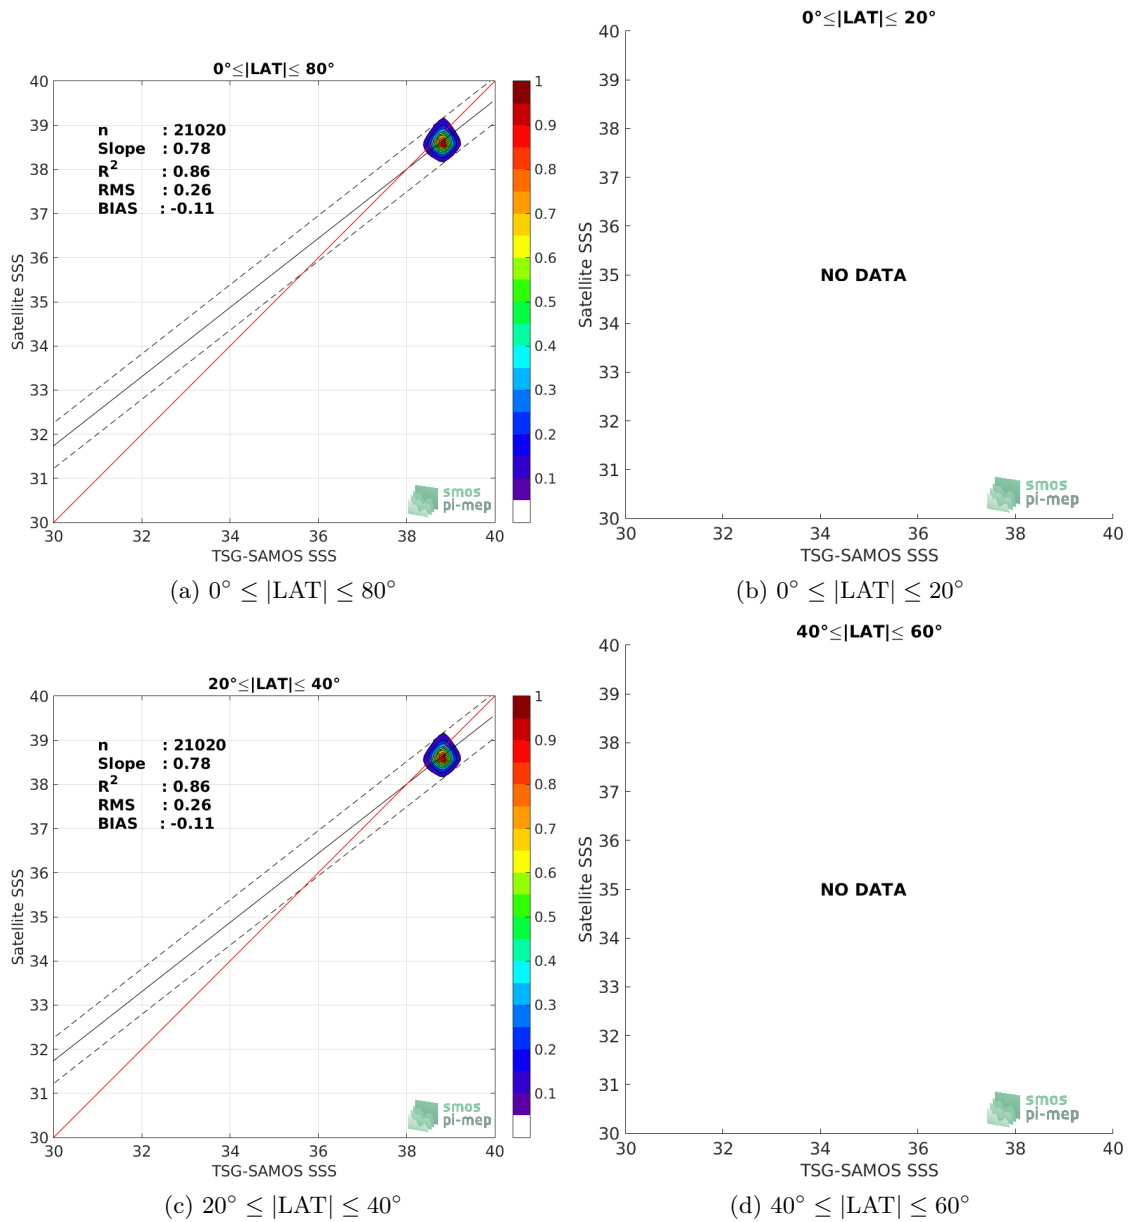 0°≤|LAT|≤ 80°
40
39
38
37
36
35
34
33
32
31
30
n : 21020
Slope : 0.78
R2 : 0.86
RMS : 0.26
BIAS : -0.11
1
0.9
0.8
0.7
0.6
0.5
0.4
0.3
0.2
0.1
Satellite SSS
smos
pi-mep
30 32 34 36 38 40
TSG-SAMOS SSS
(a) 0° ≤ |LAT| ≤ 80°
0°≤|LAT|≤ 20°
40
39
38
37
36
35
34
33
32
31
30
Satellite SSS
NO DATA
smos
pi-mep
30 32 34 36 38 40
TSG-SAMOS SSS
(b) 0° ≤ |LAT| ≤ 20°
20°≤|LAT|≤ 40°
40
39
38
37
36
35
34
33
32
31
30
n : 21020
Slope : 0.78
R2 : 0.86
RMS : 0.26
BIAS : -0.11
1
0.9
0.8
0.7
0.6
0.5
0.4
0.3
0.2
0.1
Satellite SSS
smos
pi-mep
30 32 34 36 38 40
TSG-SAMOS SSS
(c) 20° ≤ |LAT| ≤ 40°
40°≤|LAT|≤ 60°
40
39
38
37
36
35
34
33
32
31
30
Satellite SSS
NO DATA
smos
pi-mep
30 32 34 36 38 40
TSG-SAMOS SSS
(d) 40° ≤ |LAT| ≤ 60°